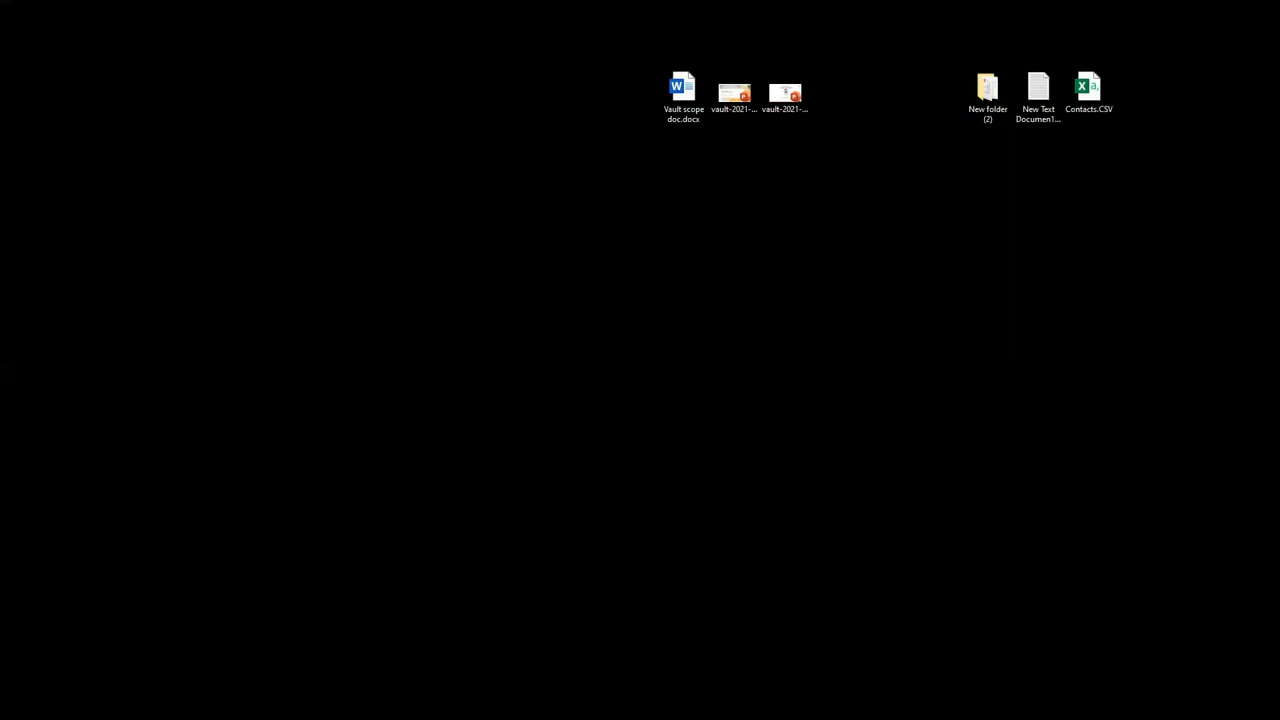 Vault scope
doc.docx
vault-2021-...
vault-2021-...
New folder
(2)
New Text
Documen1...
Contacts.CSV